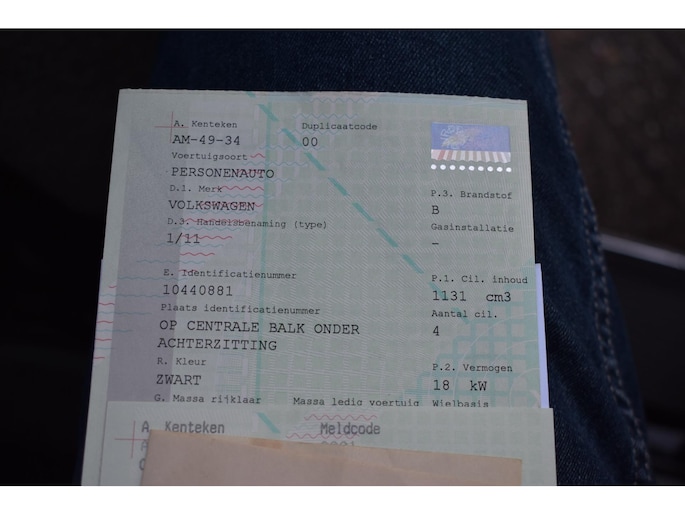 A. Kenteken Duplicaatcode
AM-49-34 00
Voertuigsoort
PERSONENAUTO
D.1. Merk P.3. Brandstof
VOLKSWAGEN B
D.3. Handelsbenaming (type) Gasinstallatie
1/11 –
E. Identificatienummer P.1. Cil. inhoud
10440881 1131 cm3
Plaats identificatienummer Aantal cil.
OP CENTRALE BALK ONDER 4
ACHTERZITTING
R. Kleur P.2. Vermogen
ZWART 18 kW
G. Massa rijklaar Massa ledig voertuig Wielbasis
A. Kenteken Meldcode